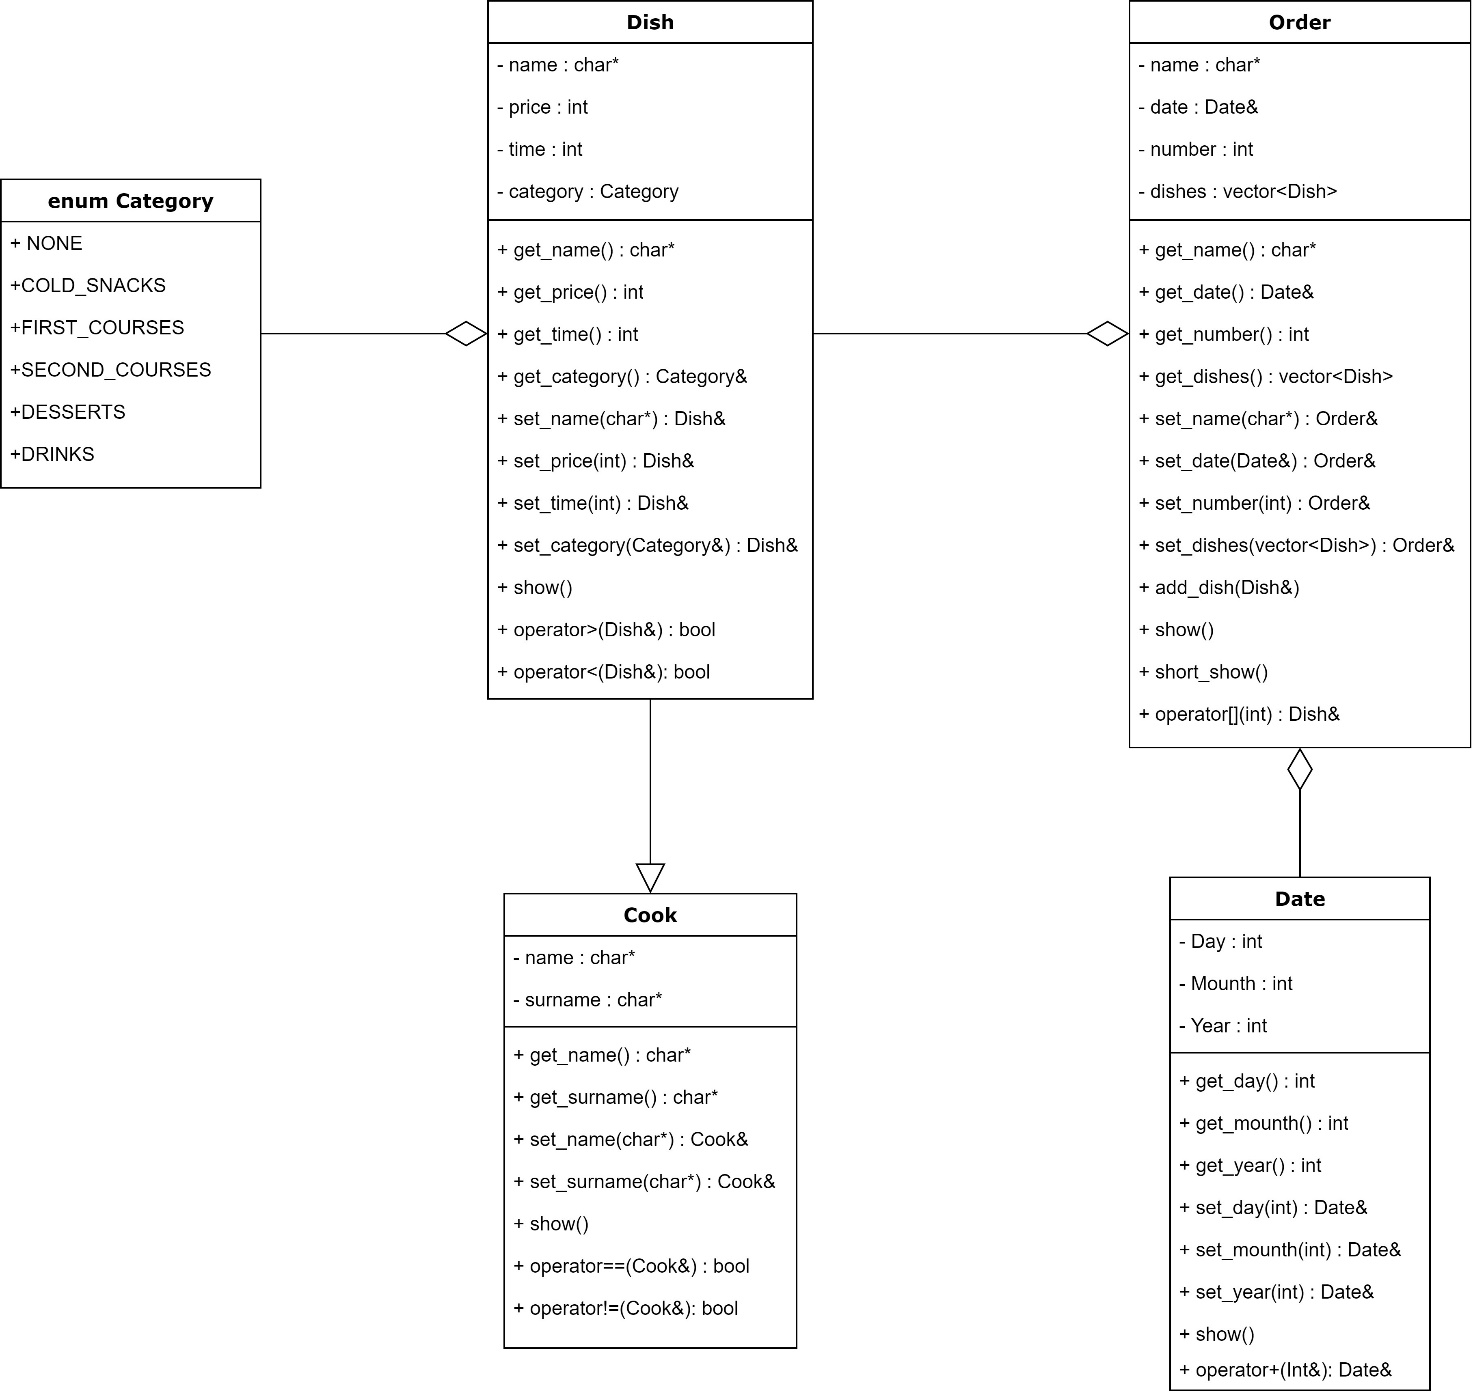 enum Category
+ NONE
+COLD_SNACKS
+FIRST_COURSES
+SECOND_COURSES
+DESSERTS
+DRINKS
Dish
- name : char*
- price : int
- time : int
- category : Category
+ get_name() : char*
+ get_price() : int
+ get_time() : int
+ get_category() : Category&
+ set_name(char*) : Dish&
+ set_price(int) : Dish&
+ set_time(int) : Dish&
+ set_category(Category&) : Dish&
+ show()
+ operator>(Dish&) : bool
+ operator<(Dish&): bool
Order
- name : char*
- date : Date&
- number : int
- dishes : vector<Dish>
+ get_name() : char*
+ get_date() : Date&
+ get_number() : int
+ get_dishes() : vector<Dish>
+ set_name(char*) : Order&
+ set_date(Date&) : Order&
+ set_number(int) : Order&
+ set_dishes(vector<Dish>) : Order&
+ add_dish(Dish&)
+ show()
+ short_show()
+ operator[](int) : Dish&
Cook
- name : char*
- surname : char*
+ get_name() : char*
+ get_surname() : char*
+ set_name(char*) : Cook&
+ set_surname(char*) : Cook&
+ show()
+ operator==(Cook&) : bool
+ operator!=(Cook&): bool
Date
- Day : int
- Mounth : int
- Year : int
+ get_day() : int
+ get_mounth() : int
+ get_year() : int
+ set_day(int) : Date&
+ set_mounth(int) : Date&
+ set_year(int) : Date&
+ show()
+ operator+(Int&): Date&